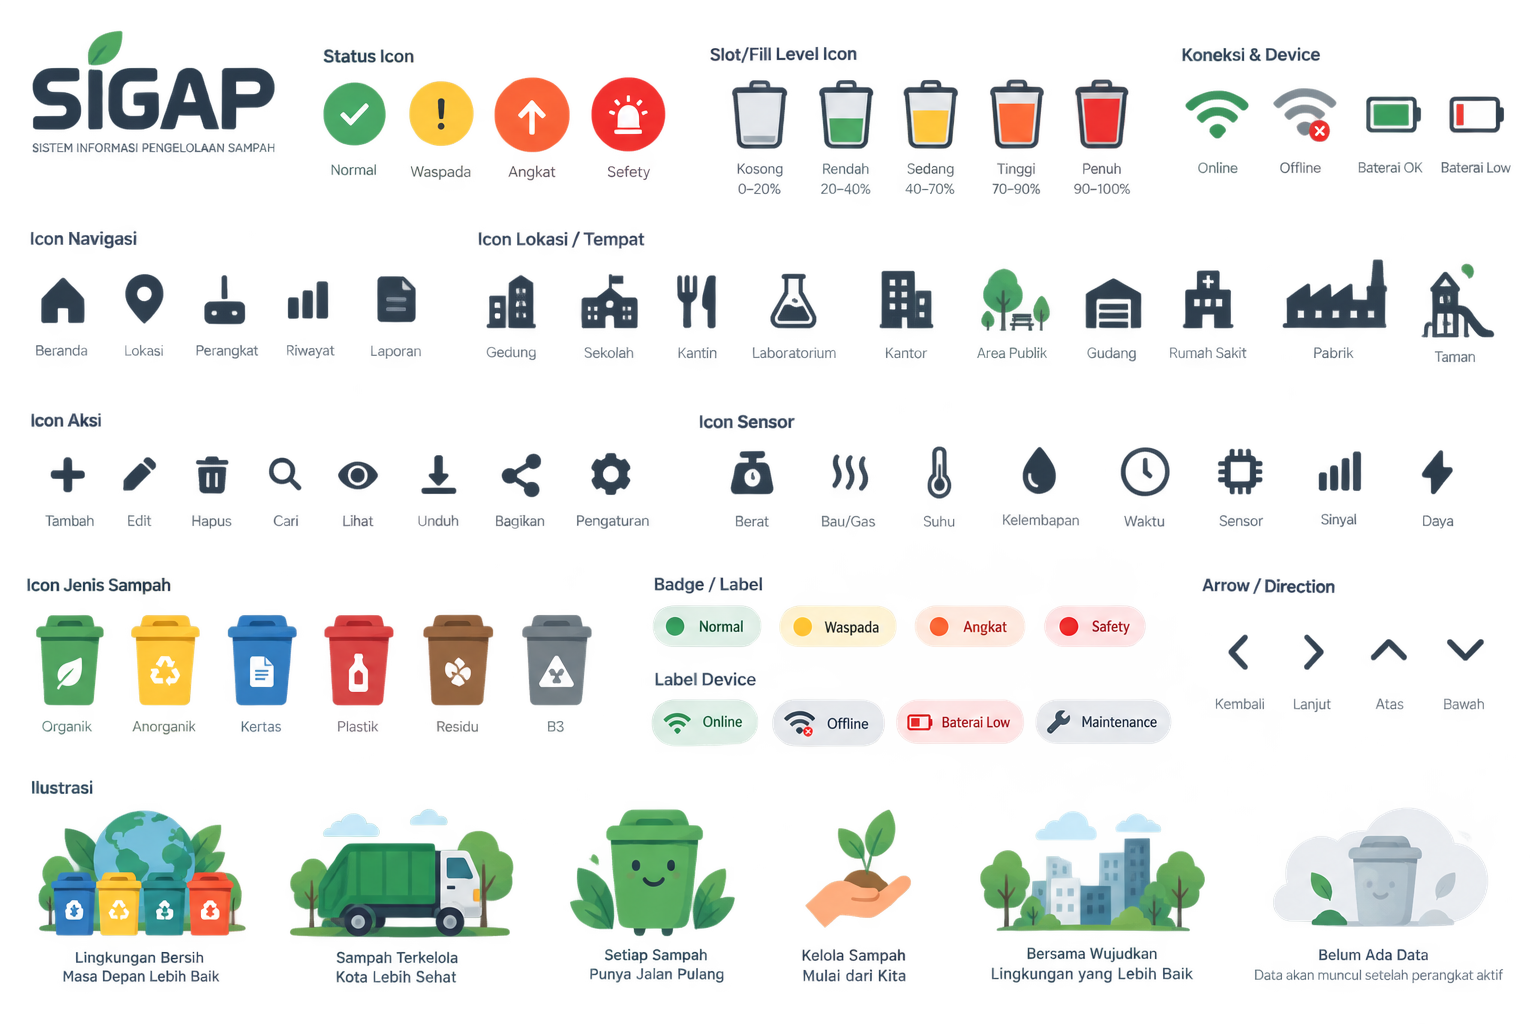 SIGAP
SISTEM INFORMASI PENGELOLAAN SAMPAH
Status Icon
Normal
Waspada
Angkat
Sefety
Slot/Fill Level Icon
Kosong
0–20%
Rendah
20–40%
Sedang
40–70%
Tinggi
70–90%
Penuh
90–100%
Koneksi & Device
Online
Offline
Baterai OK
Baterai Low
Icon Navigasi
Beranda
Lokasi
Perangkat
Riwayat
Laporan
Icon Lokasi / Tempat
Gedung
Sekolah
Kantin
Laboratorium
Kantor
Area Publik
Gudang
Rumah Sakit
Pabrik
Taman
Icon Aksi
Tambah
Edit
Hapus
Cari
Lihat
Unduh
Bagikan
Pengaturan
Icon Sensor
Berat
Bau/Gas
Suhu
Kelembapan
Waktu
Sensor
Sinyal
Daya
Icon Jenis Sampah
Organik
Anorganik
Kertas
Plastik
Residu
B3
Badge / Label
Normal
Waspada
Angkat
Safety
Label Device
Online
Offline
Baterai Low
Maintenance
Arrow / Direction
Kembali
Lanjut
Atas
Bawah
Ilustrasi
Lingkungan Bersih
Masa Depan Lebih Baik
Sampah Terkelola
Kota Lebih Sehat
Setiap Sampah
Punya Jalan Pulang
Kelola Sampah
Mulai dari Kita
Bersama Wujudkan
Lingkungan yang Lebih Baik
Belum Ada Data
Data akan muncul setelah perangkat aktif